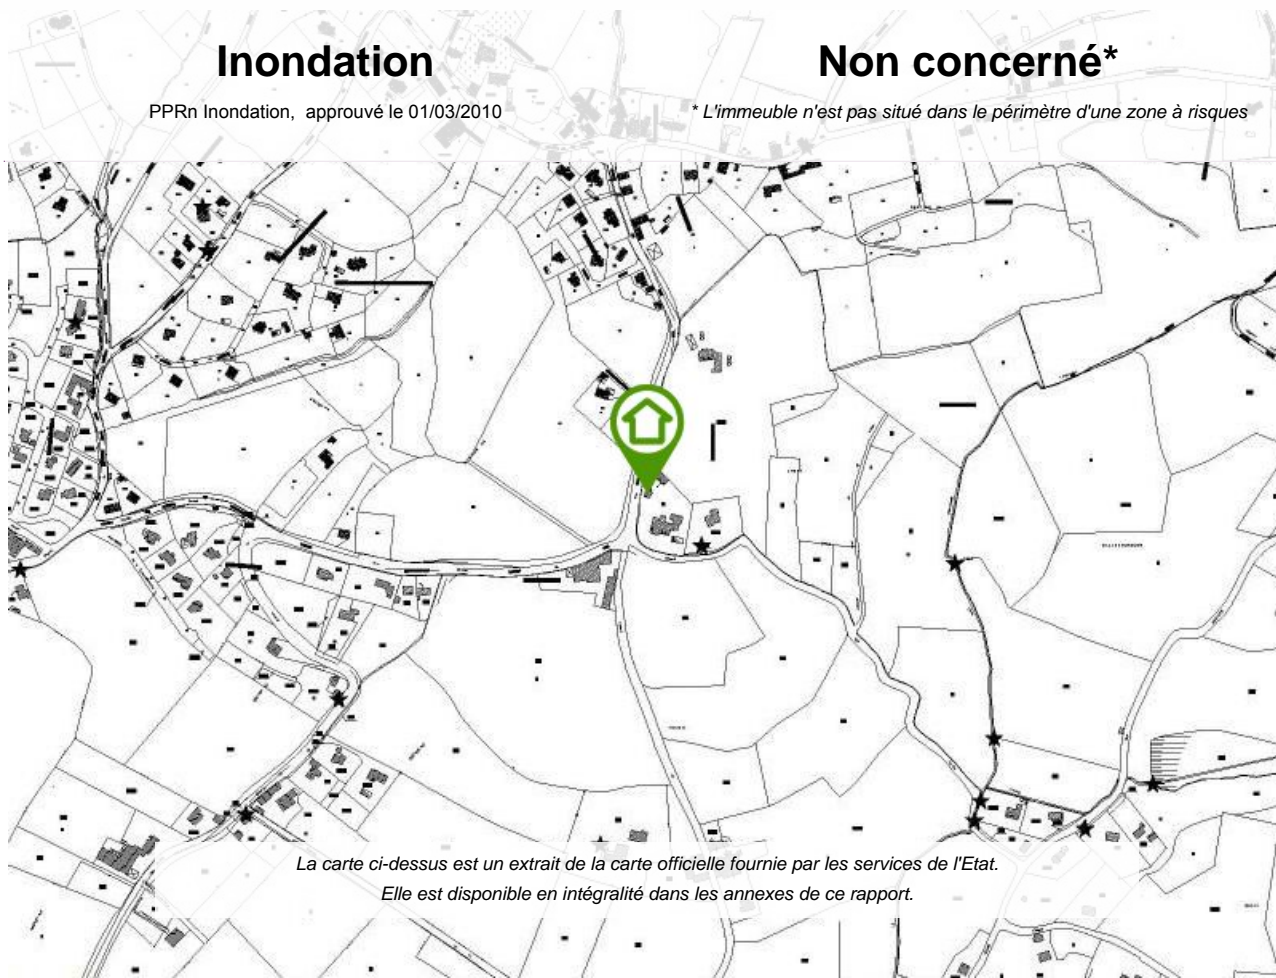 Inondation
Non concerné*
PPRn Inondation, approuvé le 01/03/2010
* L'immeuble n'est pas situé dans le périmètre d'une zone à risques
La carte ci-dessus est un extrait de la carte officielle fournie par les services de l'Etat.
Elle est disponible en intégralité dans les annexes de ce rapport.